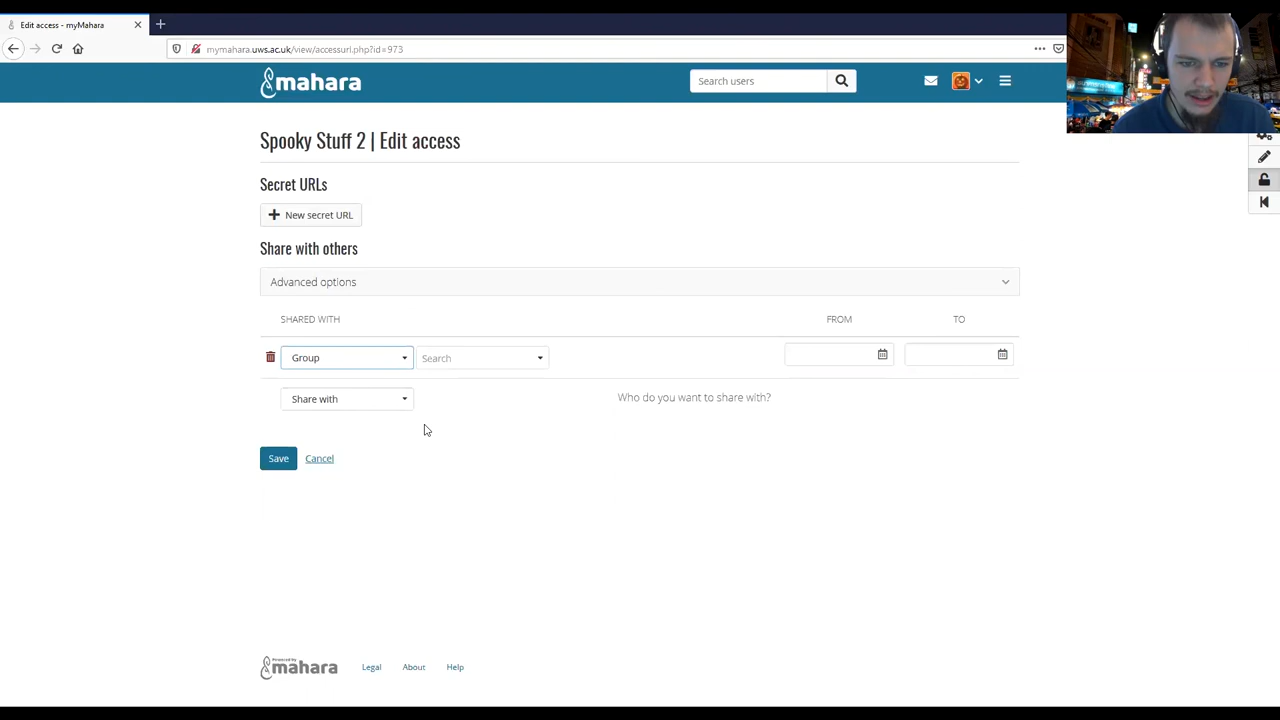 Edit access - myMahara
mymahara.uws.ac.uk/view/accessurl.php?id=973
mahara
Search users
Spooky Stuff 2 | Edit access
Secret URLs
New secret URL
Share with others
Advanced options
SHARED WITH
FROM
TO
Group
Search
Share with
Who do you want to share with?
Save
Cancel
Powered by
mahara
Legal
About
Help